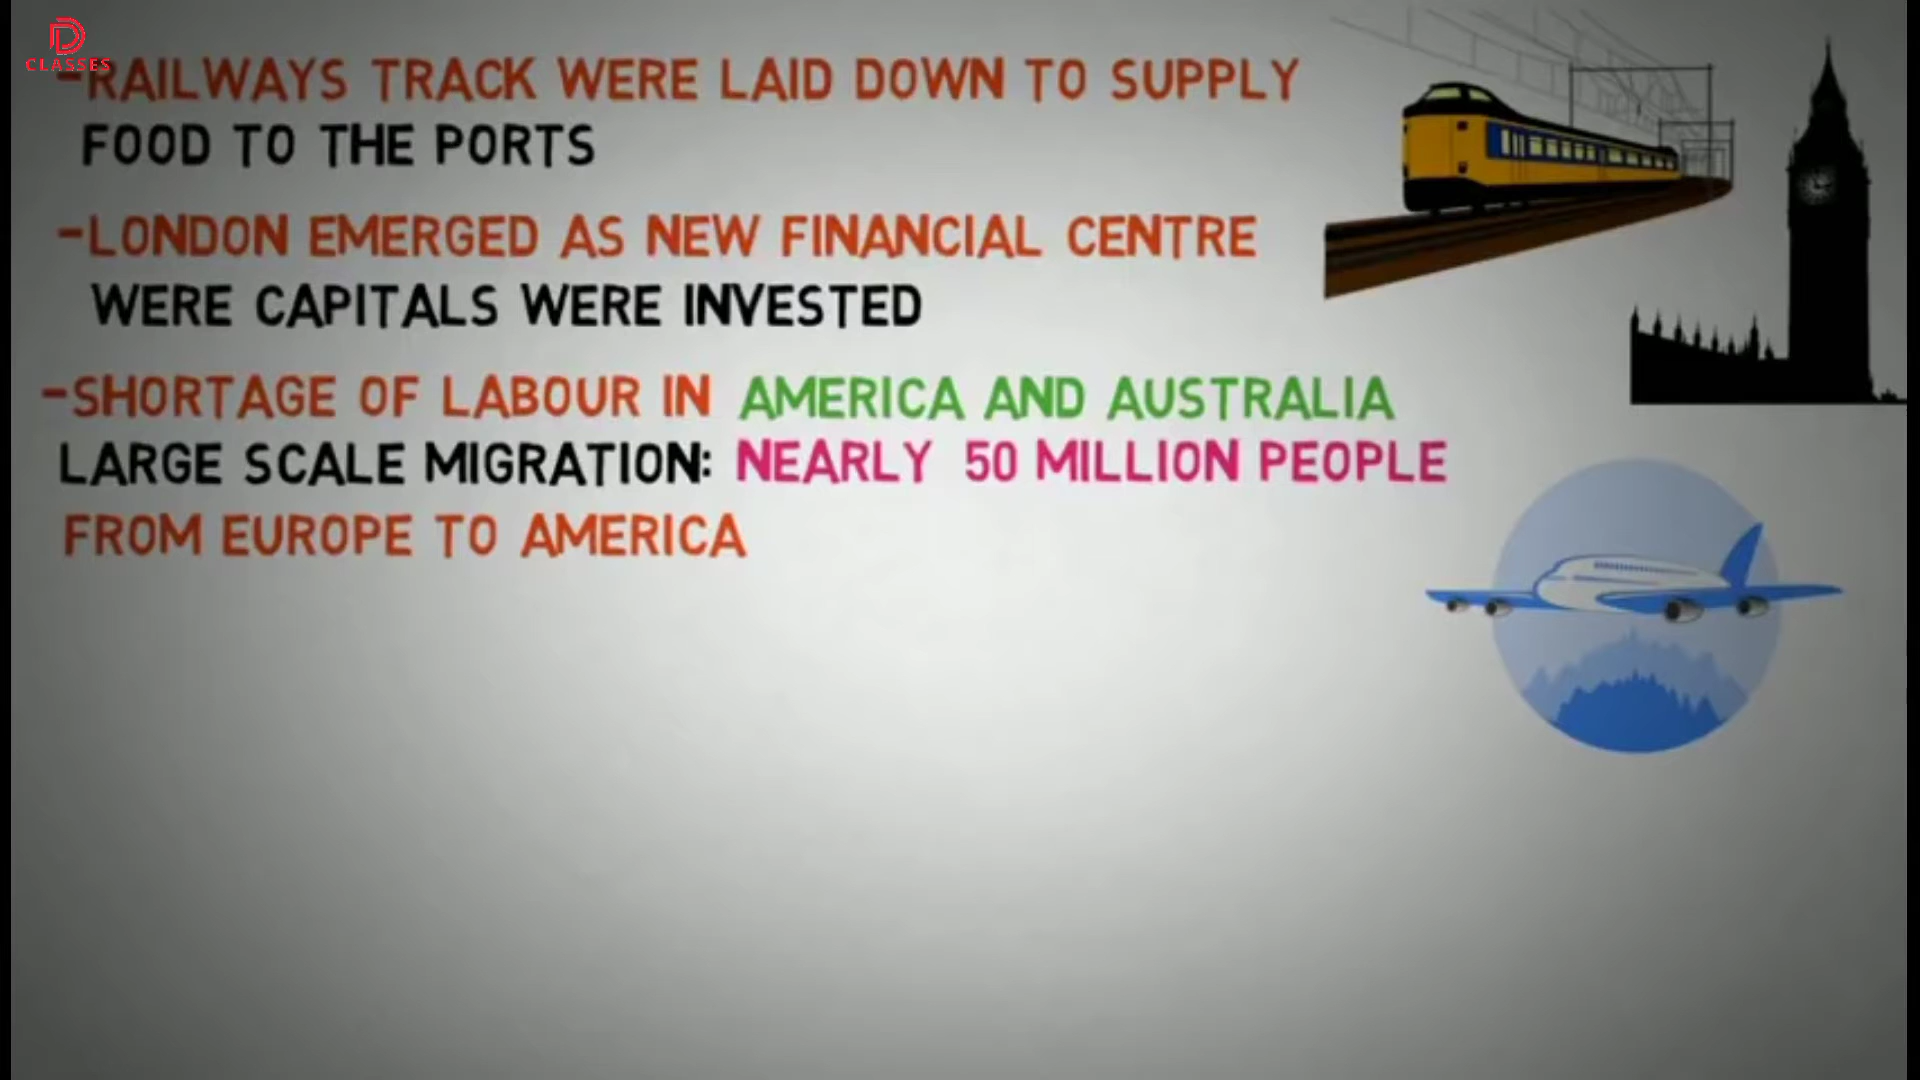 D
CLASSES
-RAILWAYS TRACK WERE LAID DOWN TO SUPPLY
FOOD TO THE PORTS
-LONDON EMERGED AS NEW FINANCIAL CENTRE
WERE CAPITALS WERE INVESTED
-SHORTAGE OF LABOUR IN AMERICA AND AUSTRALIA
LARGE SCALE MIGRATION: NEARLY 50 MILLION PEOPLE
FROM EUROPE TO AMERICA